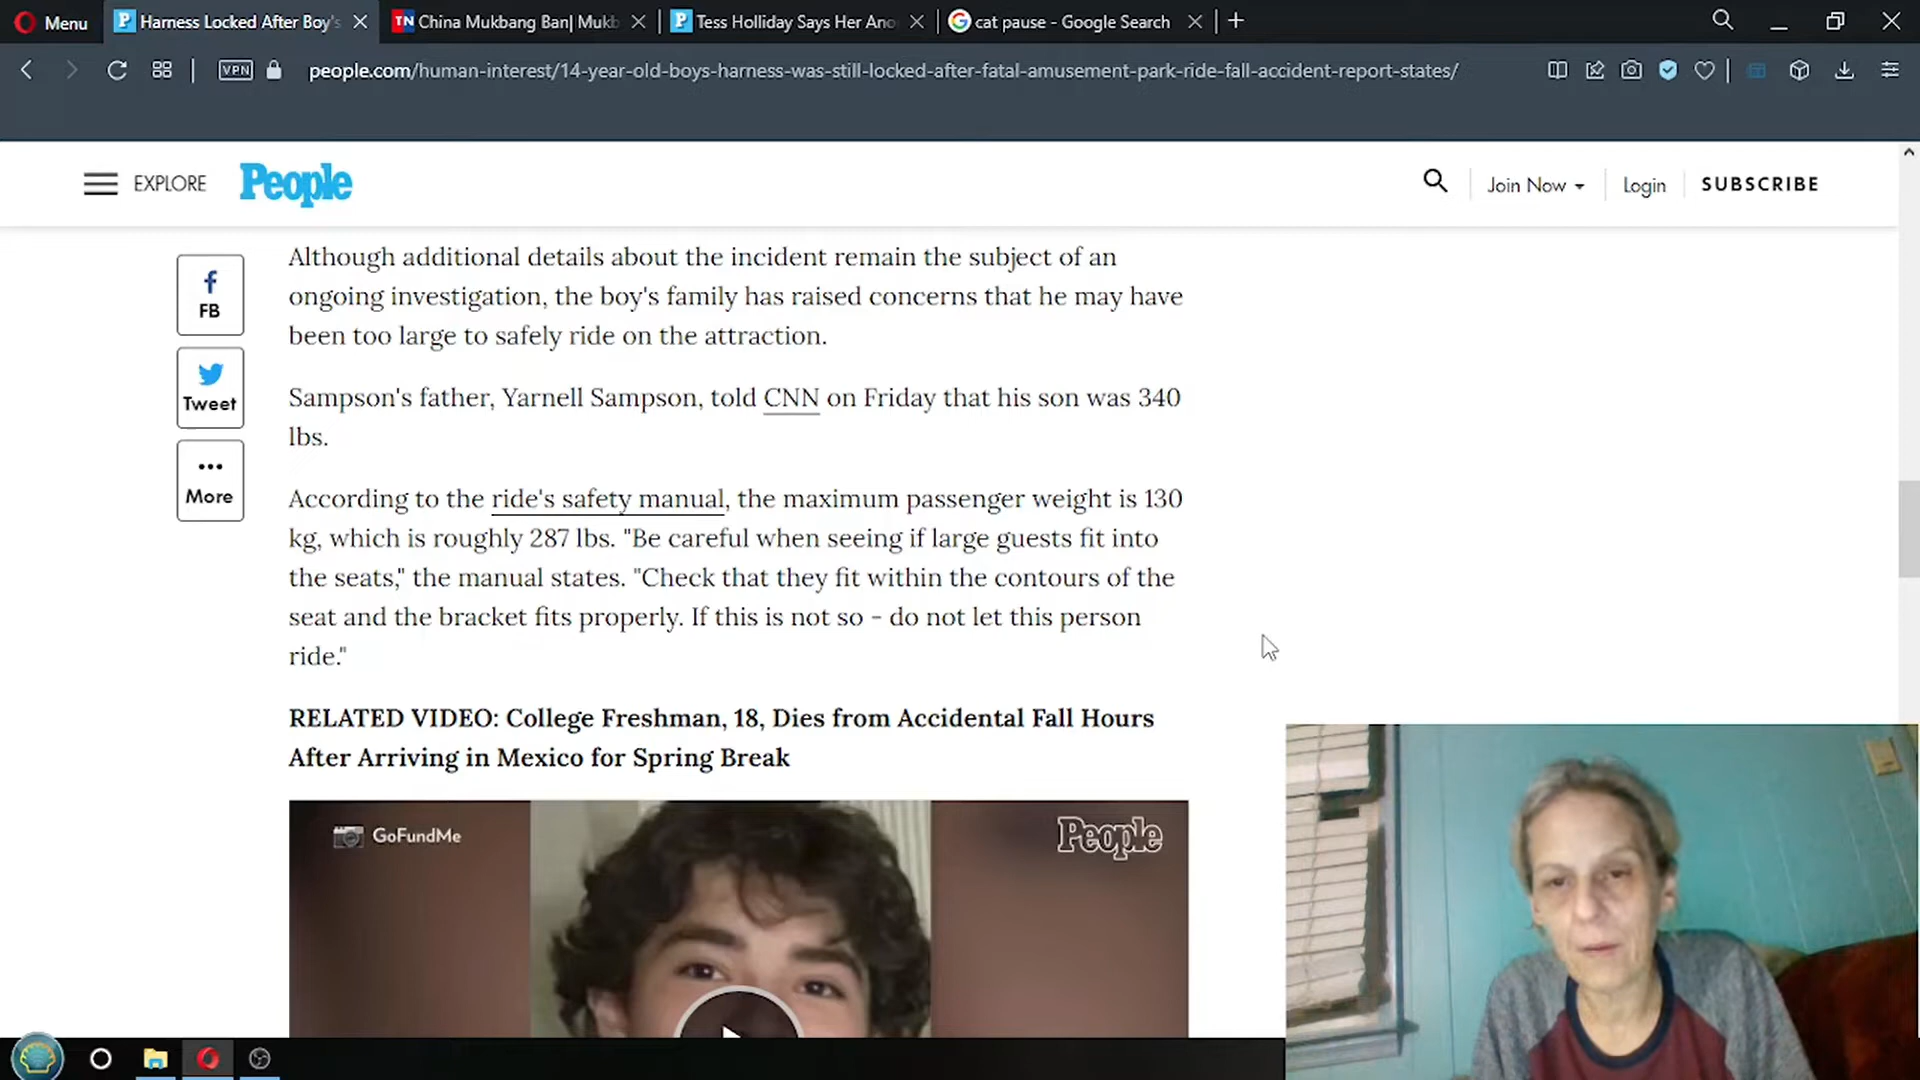 Menu
Harness Locked After Boy's
TN China Mukbang Ban| Mukb
Tess Holliday Says Her Ano
cat pause - Google Search
VPN
people.com/human-interest/14-year-old-boys-harness-was-still-locked-after-fatal-amusement-park-ride-fall-accident-report-states/
EXPLORE
People
Join Now
Login
SUBSCRIBE
FB
Tweet
More
Although additional details about the incident remain the subject of an
ongoing investigation, the boy's family has raised concerns that he may have
been too large to safely ride on the attraction.
Sampson's father, Yarnell Sampson, told CNN on Friday that his son was 340
lbs.
According to the ride's safety manual, the maximum passenger weight is 130
kg, which is roughly 287 lbs. "Be careful when seeing if large guests fit into
the seats," the manual states. "Check that they fit within the contours of the
seat and the bracket fits properly. If this is not so - do not let this person
ride."
RELATED VIDEO: College Freshman, 18, Dies from Accidental Fall Hours
After Arriving in Mexico for Spring Break
GoFundMe
People